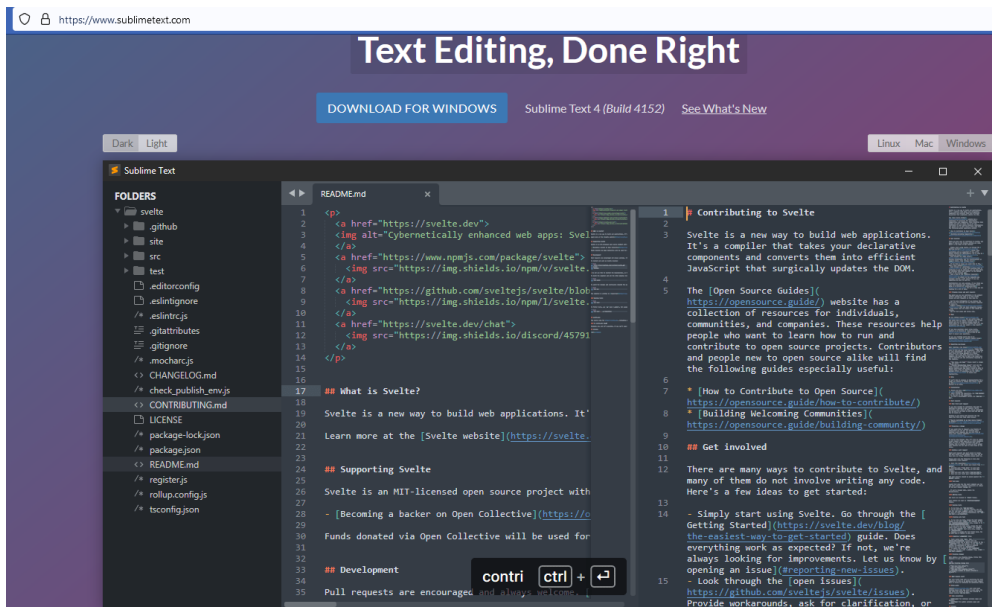 https://www.sublimetext.com
Text Editing, Done Right
DOWNLOAD FOR WINDOWS
Sublime Text 4 (Build 4152)
See What's New
Dark Light
Linux Mac Windows
Sublime Text
FOLDERS
svelte
.github
site
src
test
.editorconfig
.eslintignore
.eslintrc.js
.gitattributes
.gitignore
.mocharc.js
CHANGELOG.md
check_publish_env.js
CONTRIBUTING.md
LICENSE
package-lock.json
package.json
README.md
register.js
rollup.config.js
tsconfig.json
README.md
1 <p>
2 <a href="https://svelte.dev">
3 <img alt="Cybernetically enhanced web apps: Svel
4 </a>
5 <a href="https://www.npmjs.com/package/svelte">
6 <img src="https://img.shields.io/npm/v/svelte.
7 </a>
8 <a href="https://github.com/sveltejs/svelte/blob
9 <img src="https://img.shields.io/npm/l/svelte.
10 </a>
11 <a href="https://svelte.dev/chat">
12 <img src="https://img.shields.io/discord/45791
13 </a>
14 </p>
15
16
17 ## What is Svelte?
18
19 Svelte is a new way to build web applications. It'
20
21 Learn more at the [Svelte website](https://svelte.
22
23
24 ## Supporting Svelte
25
26 Svelte is an MIT-licensed open source project with
27
28 - [Becoming a backer on Open Collective](https://o
29
30 Funds donated via Open Collective will be used for
31
32
33 ## Development
34
35 Pull requests are encouraged and always welcome. [
1 # Contributing to Svelte
2
3 Svelte is a new way to build web applications.
It's a compiler that takes your declarative
components and converts them into efficient
JavaScript that surgically updates the DOM.
4
5 The [Open Source Guides](
https://opensource.guide/) website has a
collection of resources for individuals,
communities, and companies. These resources help
people who want to learn how to run and
contribute to open source projects. Contributors
and people new to open source alike will find
the following guides especially useful:
6
7 * [How to Contribute to Open Source](
https://opensource.guide/how-to-contribute/)
8 * [Building Welcoming Communities](
https://opensource.guide/building-community/)
9
10 ## Get involved
11
12 There are many ways to contribute to Svelte, and
many of them do not involve writing any code.
Here's a few ideas to get started:
13
14 - Simply start using Svelte. Go through the [
Getting Started](https://svelte.dev/blog/
the-easiest-way-to-get-started) guide. Does
everything work as expected? If not, we're
always looking for improvements. Let us know by [
opening an issue](#reporting-new-issues).
15 - Look through the [open issues](
https://github.com/sveltejs/svelte/issues).
Provide workarounds, ask for clarification, or
contri ctrl + ↵